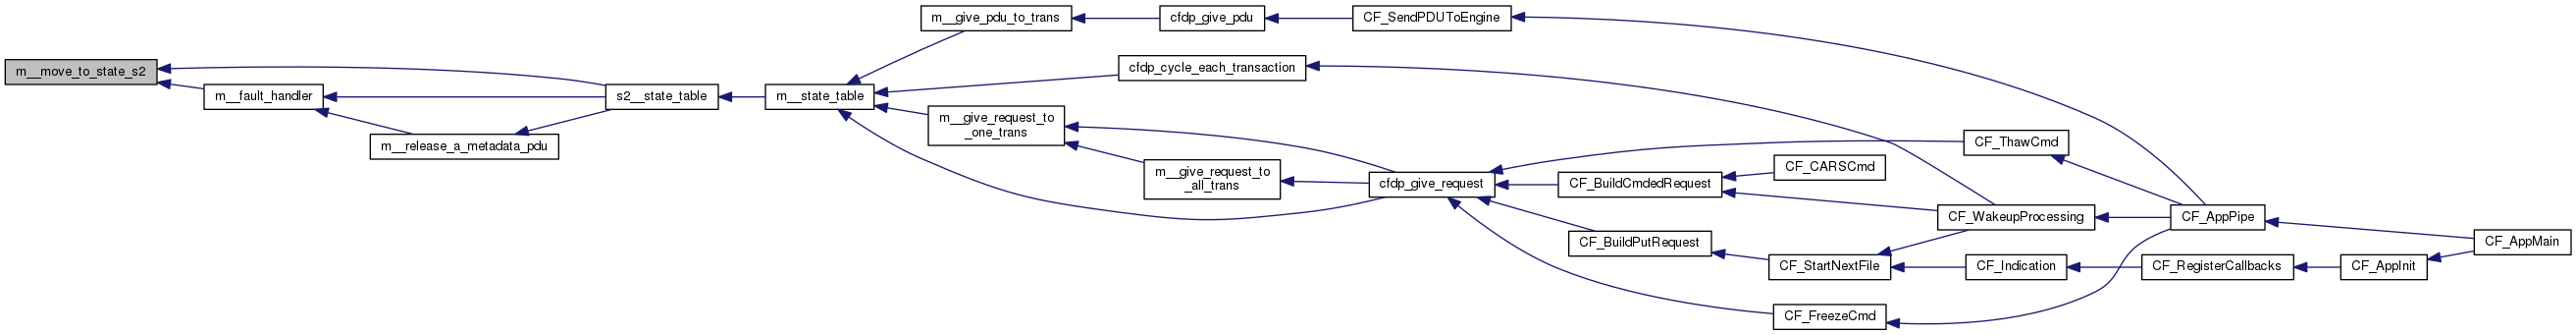 m__move_to_state_s2
m__fault_handler
m__release_a_metadata_pdu
s2__state_table
m__state_table
m__give_pdu_to_trans
cfdp_give_pdu
CF_SendPDUToEngine
cfdp_cycle_each_transaction
m__give_request_to
_one_trans
m__give_request_to
_all_trans
cfdp_give_request
CF_ThawCmd
CF_BuildCmdedRequest
CF_CARSCmd
CF_BuildPutRequest
CF_StartNextFile
CF_FreezeCmd
CF_WakeupProcessing
CF_Indication
CF_RegisterCallbacks
CF_AppPipe
CF_AppInit
CF_AppMain